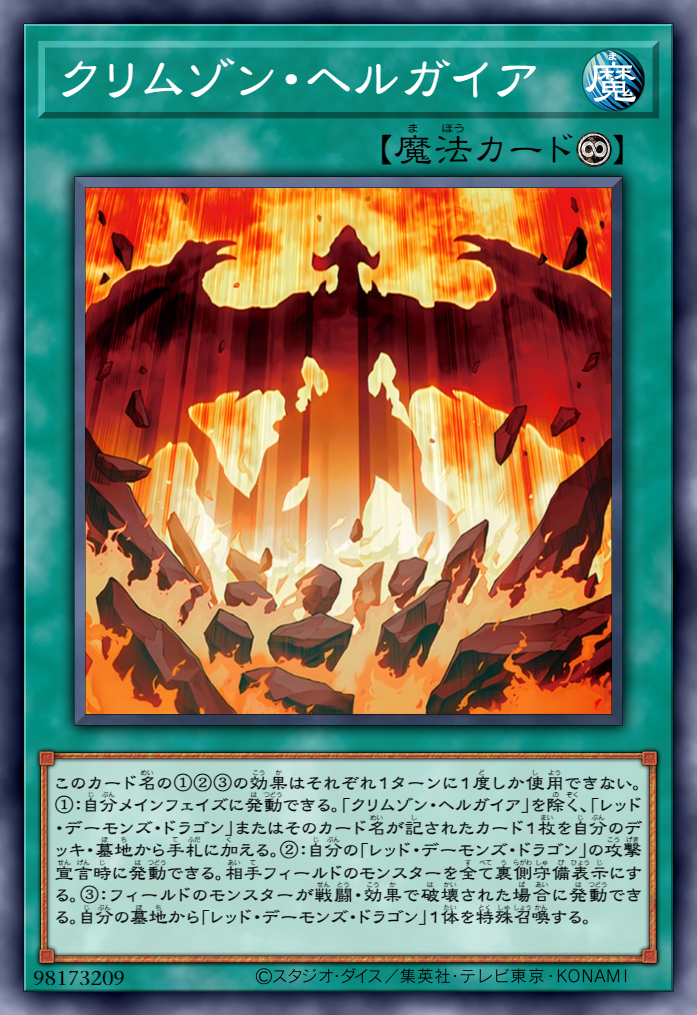 クリムゾン・ヘルガイア
魔
【魔法カード】
このカード名の①②③の効果はそれぞれ1ターンに1度しか使用できない。
①：自分メインフェイズに発動できる。「クリムゾン・ヘルガイア」を除く、「レッド
・デーモンズ・ドラゴン」またはそのカード名が記されたカード1枚を自分のデ
ッキ・墓地から手札に加える。②：自分の「レッド・デーモンズ・ドラゴン」の攻撃
宣言時に発動できる。相手フィールドのモンスターを全て裏側守備表示にす
る。③：フィールドのモンスターが戦闘・効果で破壊された場合に発動でき
る。自分の墓地から「レッド・デーモンズ・ドラゴン」1体を特殊召喚する。
98173209
©スタジオ・ダイス／集英社・テレビ東京・KONAMI